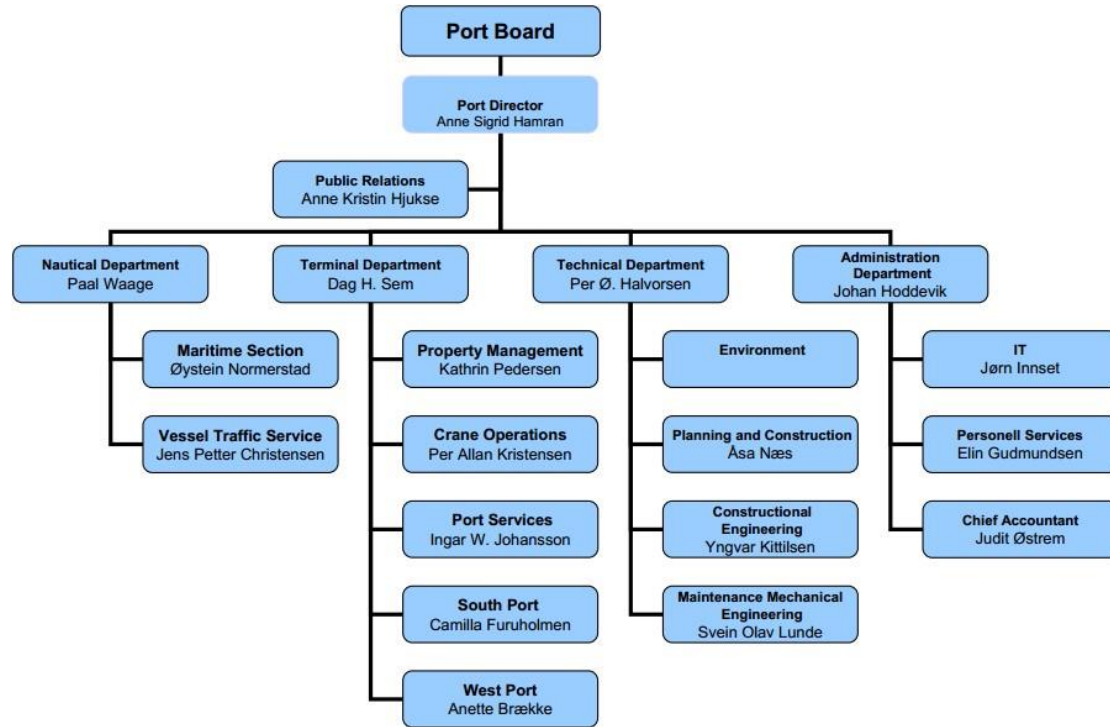 Port Board
Port Director
Anne Sigrid Hamran
Public Relations
Anne Kristin Hjukse
Nautical Department
Paal Waage
Terminal Department
Dag H. Sem
Technical Department
Per Ø. Halvorsen
Administration
Department
Johan Hoddevik
Maritime Section
Øystein Normerstad
Vessel Traffic Service
Jens Petter Christensen
Property Management
Kathrin Pedersen
Crane Operations
Per Allan Kristensen
Port Services
Ingar W. Johansson
South Port
Camilla Furuholmen
West Port
Anette Brække
Environment
Planning and Construction
Åsa Næs
Constructional
Engineering
Yngvar Kittilsen
Maintenance Mechanical
Engineering
Svein Olav Lunde
IT
Jørn Innset
Personell Services
Elin Gudmundsen
Chief Accountant
Judit Østrem